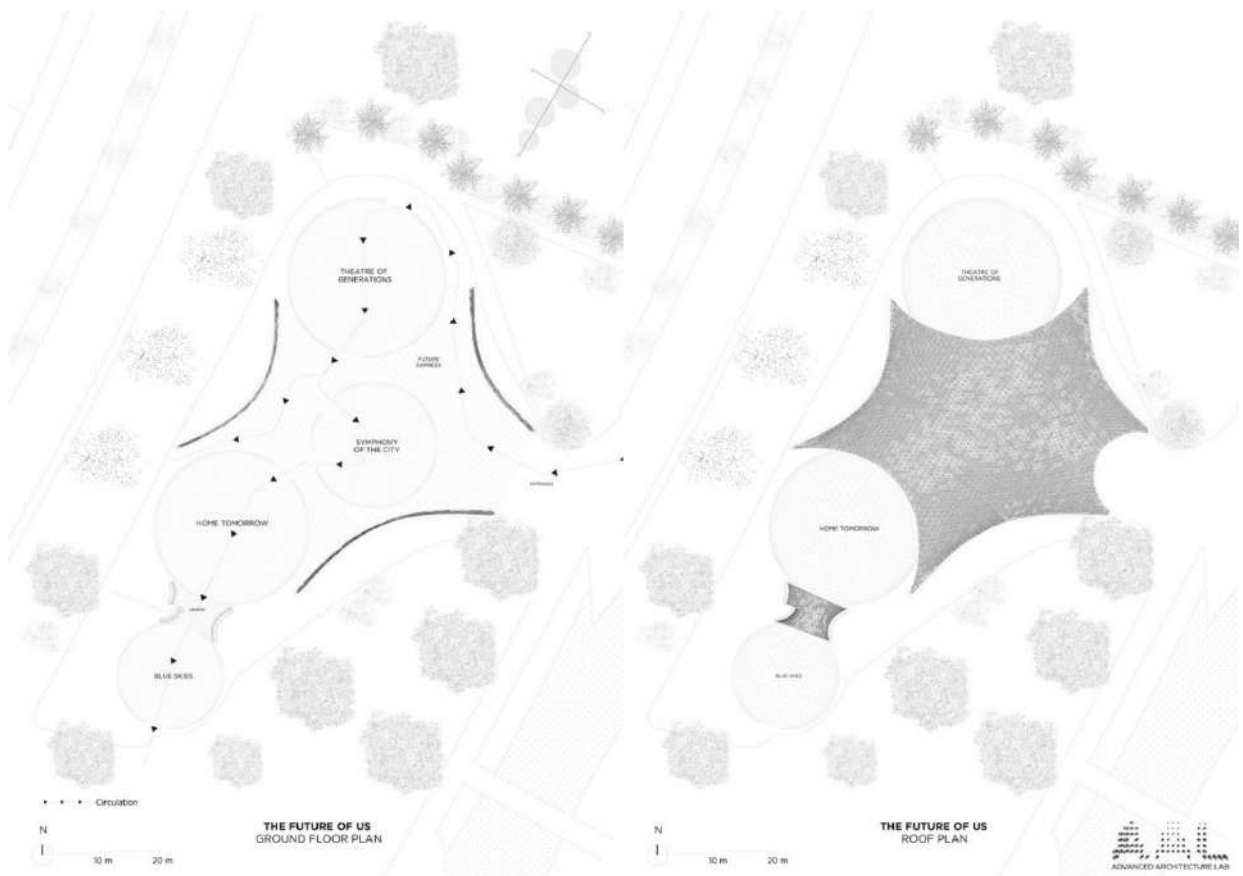 THEATRE OF
GENERATIONS
FUTURE
EXPRESS
SYMPHONY
OF THE CITY
ENTRANCE
HOME TOMORROW
BLUE SKIES
Circulation
N
10 m 20 m
THE FUTURE OF US
GROUND FLOOR PLAN
THEATRE OF
GENERATIONS
HOME TOMORROW
BLUE SKIES
N
10 m 20 m
THE FUTURE OF US
ROOF PLAN
AAL
ADVANCED ARCHITECTURE LAB